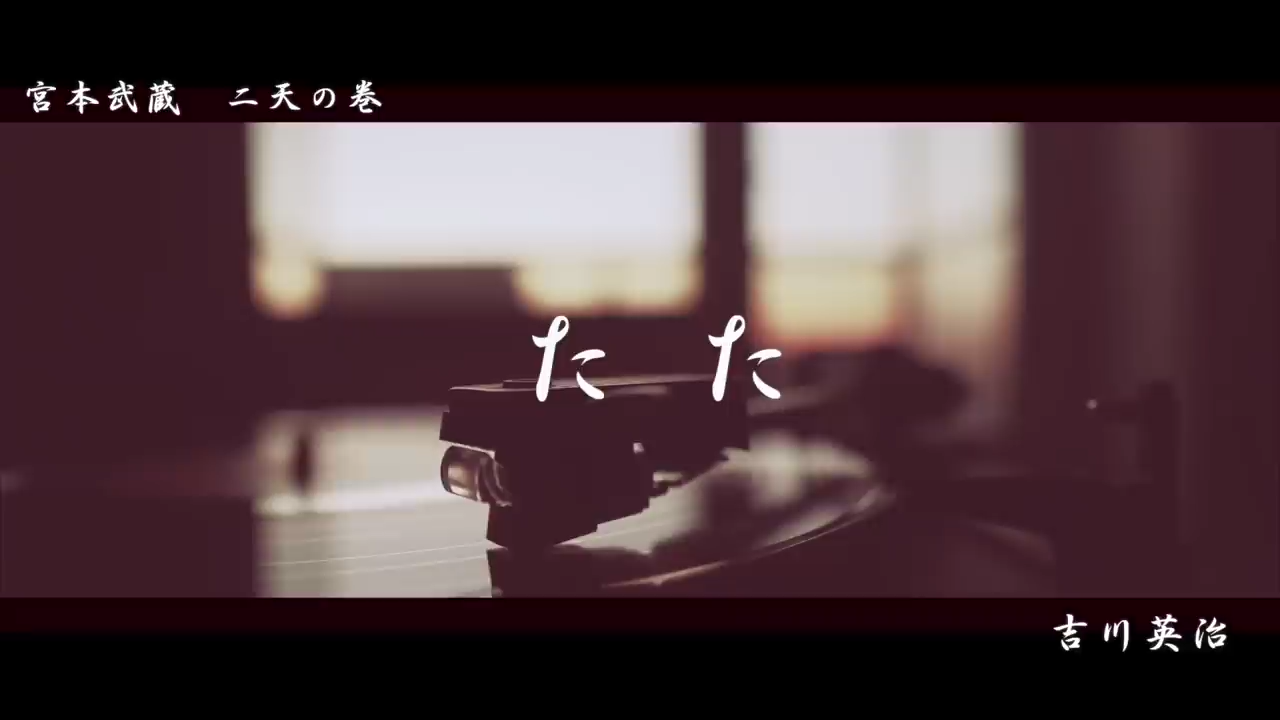 宮本武蔵　二天の巻
た　た
吉川英治